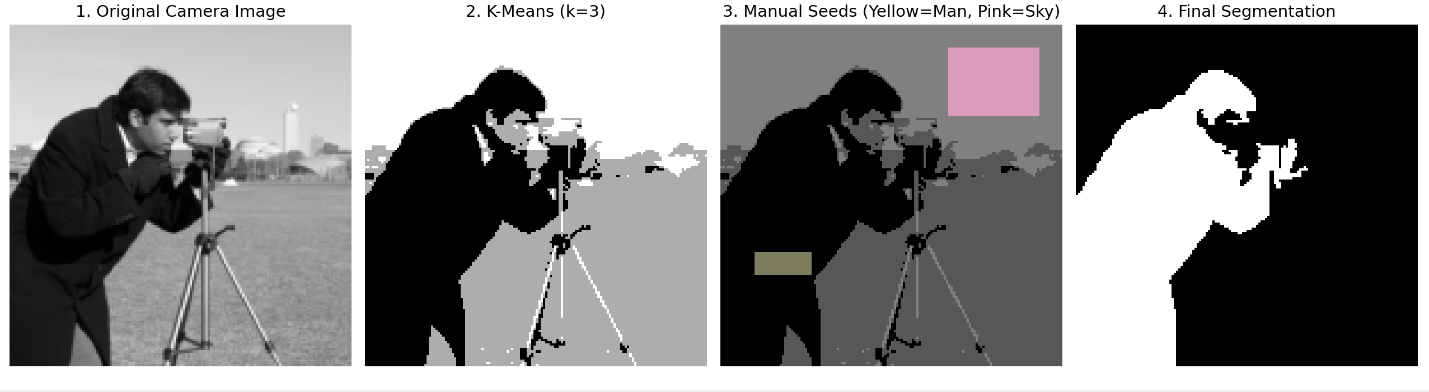 1. Original Camera Image
2. K-Means (k=3)
3. Manual Seeds (Yellow=Man, Pink=Sky)
4. Final Segmentation